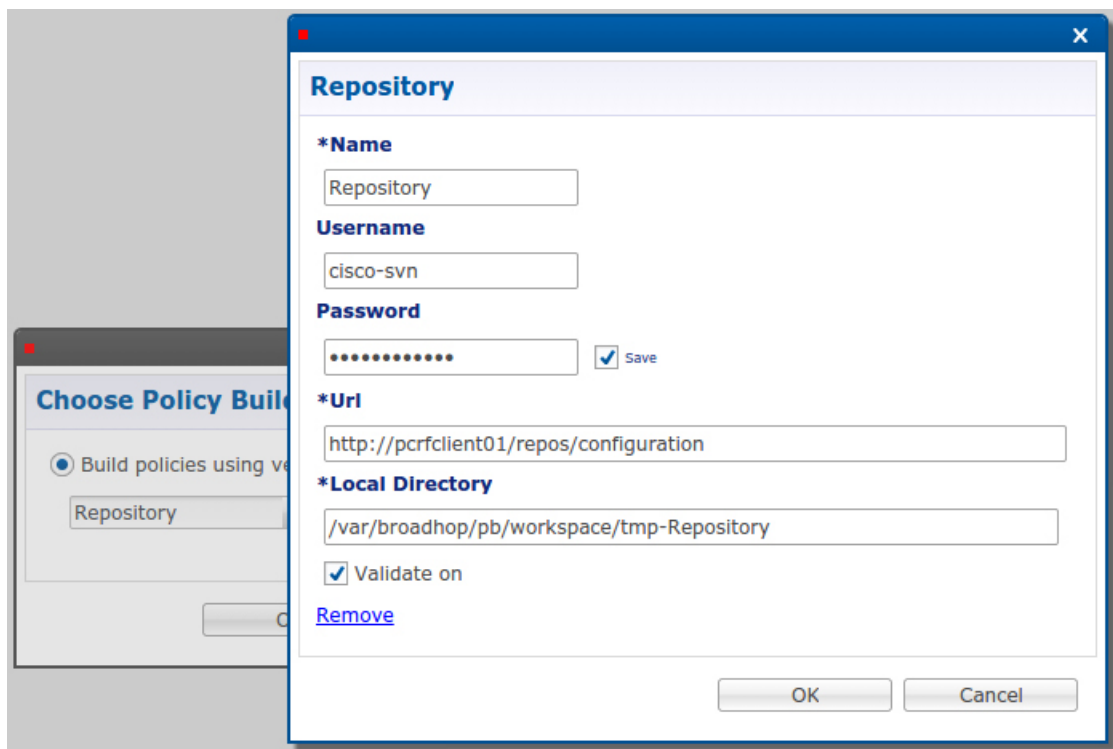 Repository
*Name
Repository
Username
cisco-svn
Password
•••••••••••• Save
*Url
http://pcrfclient01/repos/configuration
*Local Directory
/var/broadhop/pb/workspace/tmp-Repository
Validate on
Remove
OK Cancel
Choose Policy Buil
Build policies using ve
Repository